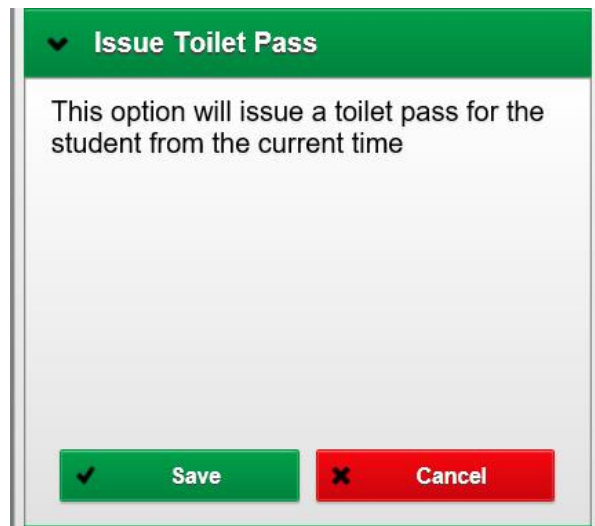 Issue Toilet Pass
This option will issue a toilet pass for the
student from the current time
Save
Cancel